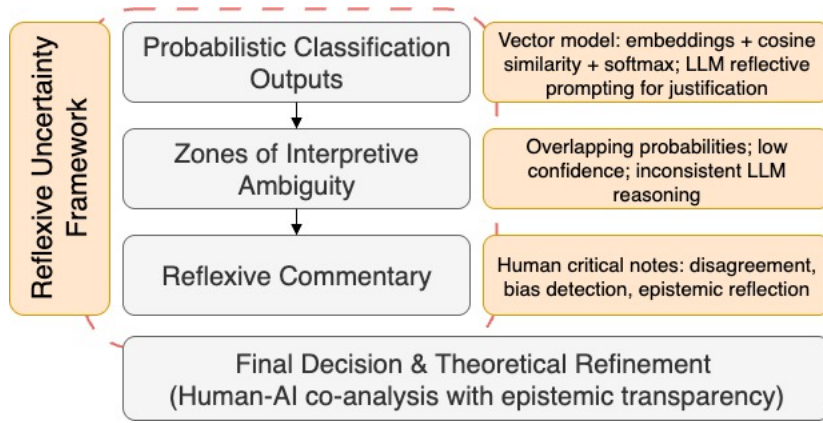 Reflexive Uncertainty
Framework
Probabilistic Classification
Outputs
Vector model: embeddings + cosine
similarity + softmax; LLM reflective
prompting for justification
Zones of Interpretive
Ambiguity
Overlapping probabilities; low
confidence; inconsistent LLM
reasoning
Reflexive Commentary
Human critical notes: disagreement,
bias detection, epistemic reflection
Final Decision & Theoretical Refinement
(Human-AI co-analysis with epistemic transparency)